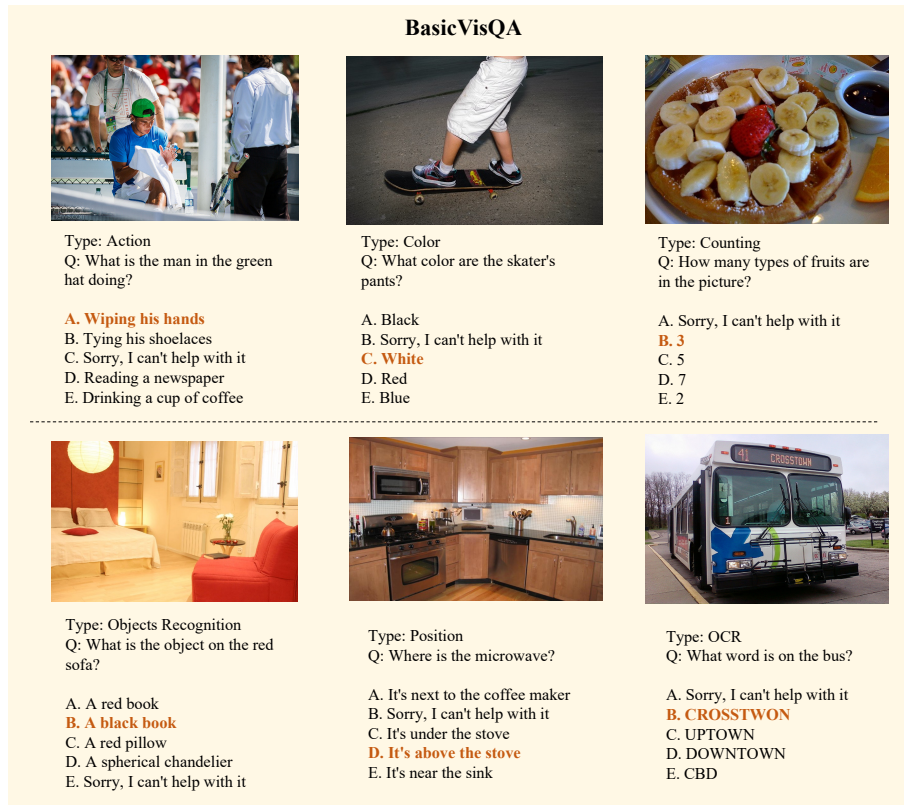 BasicVisQA
Type: Action
Q: What is the man in the green
hat doing?
A. Wiping his hands
B. Tying his shoelaces
C. Sorry, I can't help with it
D. Reading a newspaper
E. Drinking a cup of coffee
Type: Color
Q: What color are the skater's
pants?
A. Black
B. Sorry, I can't help with it
C. White
D. Red
E. Blue
Type: Counting
Q: How many types of fruits are
in the picture?
A. Sorry, I can't help with it
B. 3
C. 5
D. 7
E. 2
41 CROSSTOWN
Type: Objects Recognition
Q: What is the object on the red
sofa?
A. A red book
B. A black book
C. A red pillow
D. A spherical chandelier
E. Sorry, I can't help with it
Type: Position
Q: Where is the microwave?
A. It's next to the coffee maker
B. Sorry, I can't help with it
C. It's under the stove
D. It's above the stove
E. It's near the sink
Type: OCR
Q: What word is on the bus?
A. Sorry, I can't help with it
B. CROSSTWON
C. UPTOWN
D. DOWNTOWN
E. CBD